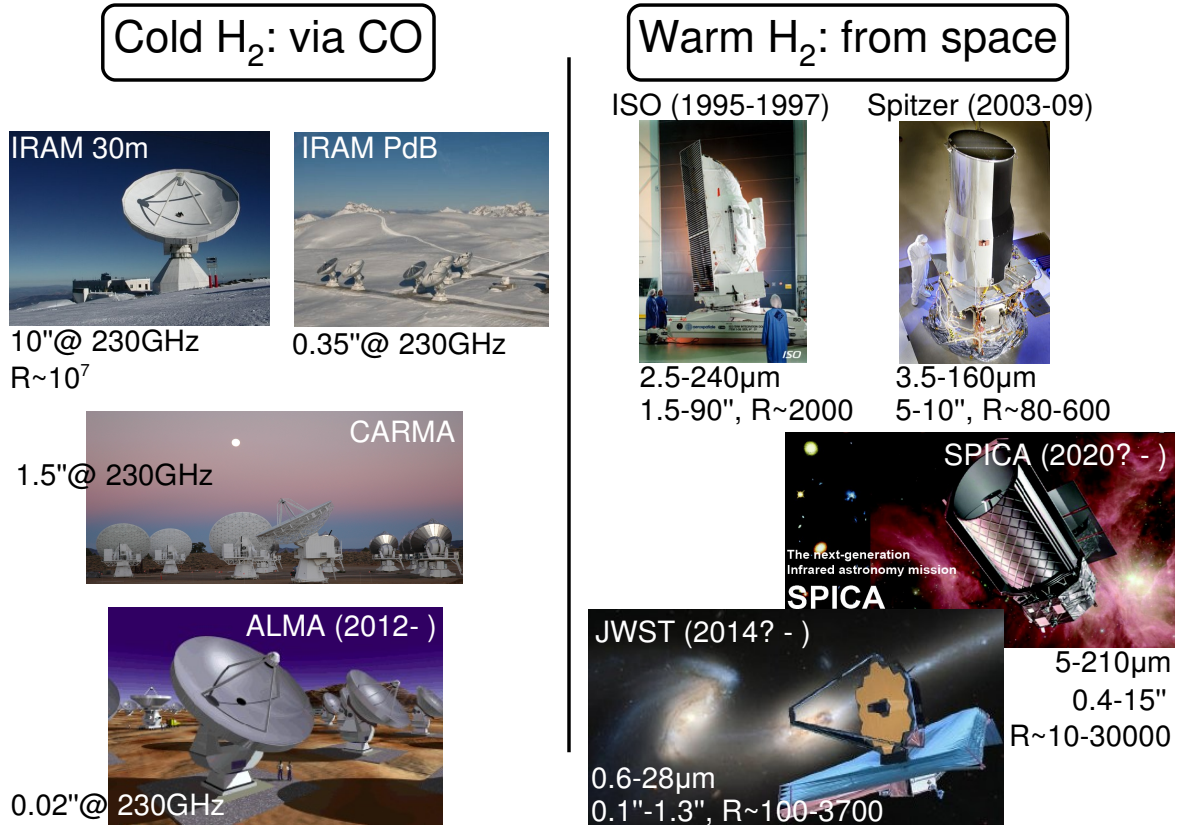 Cold H₂: via CO
IRAM 30m
IRAM PdB
10"@ 230GHz
R~10⁷
0.35"@ 230GHz
CARMA
1.5"@ 230GHz
ALMA (2012- )
0.02"@ 230GHz
Warm H₂: from space
ISO (1995-1997)
Spitzer (2003-09)
ISO
2.5-240µm
1.5-90", R~2000
3.5-160µm
5-10", R~80-600
SPICA (2020? - )
The next-generation
Infrared astronomy mission
SPICA
5-210µm
0.4-15"
R~10-30000
JWST (2014? - )
0.6-28µm
0.1"-1.3", R~100-3700